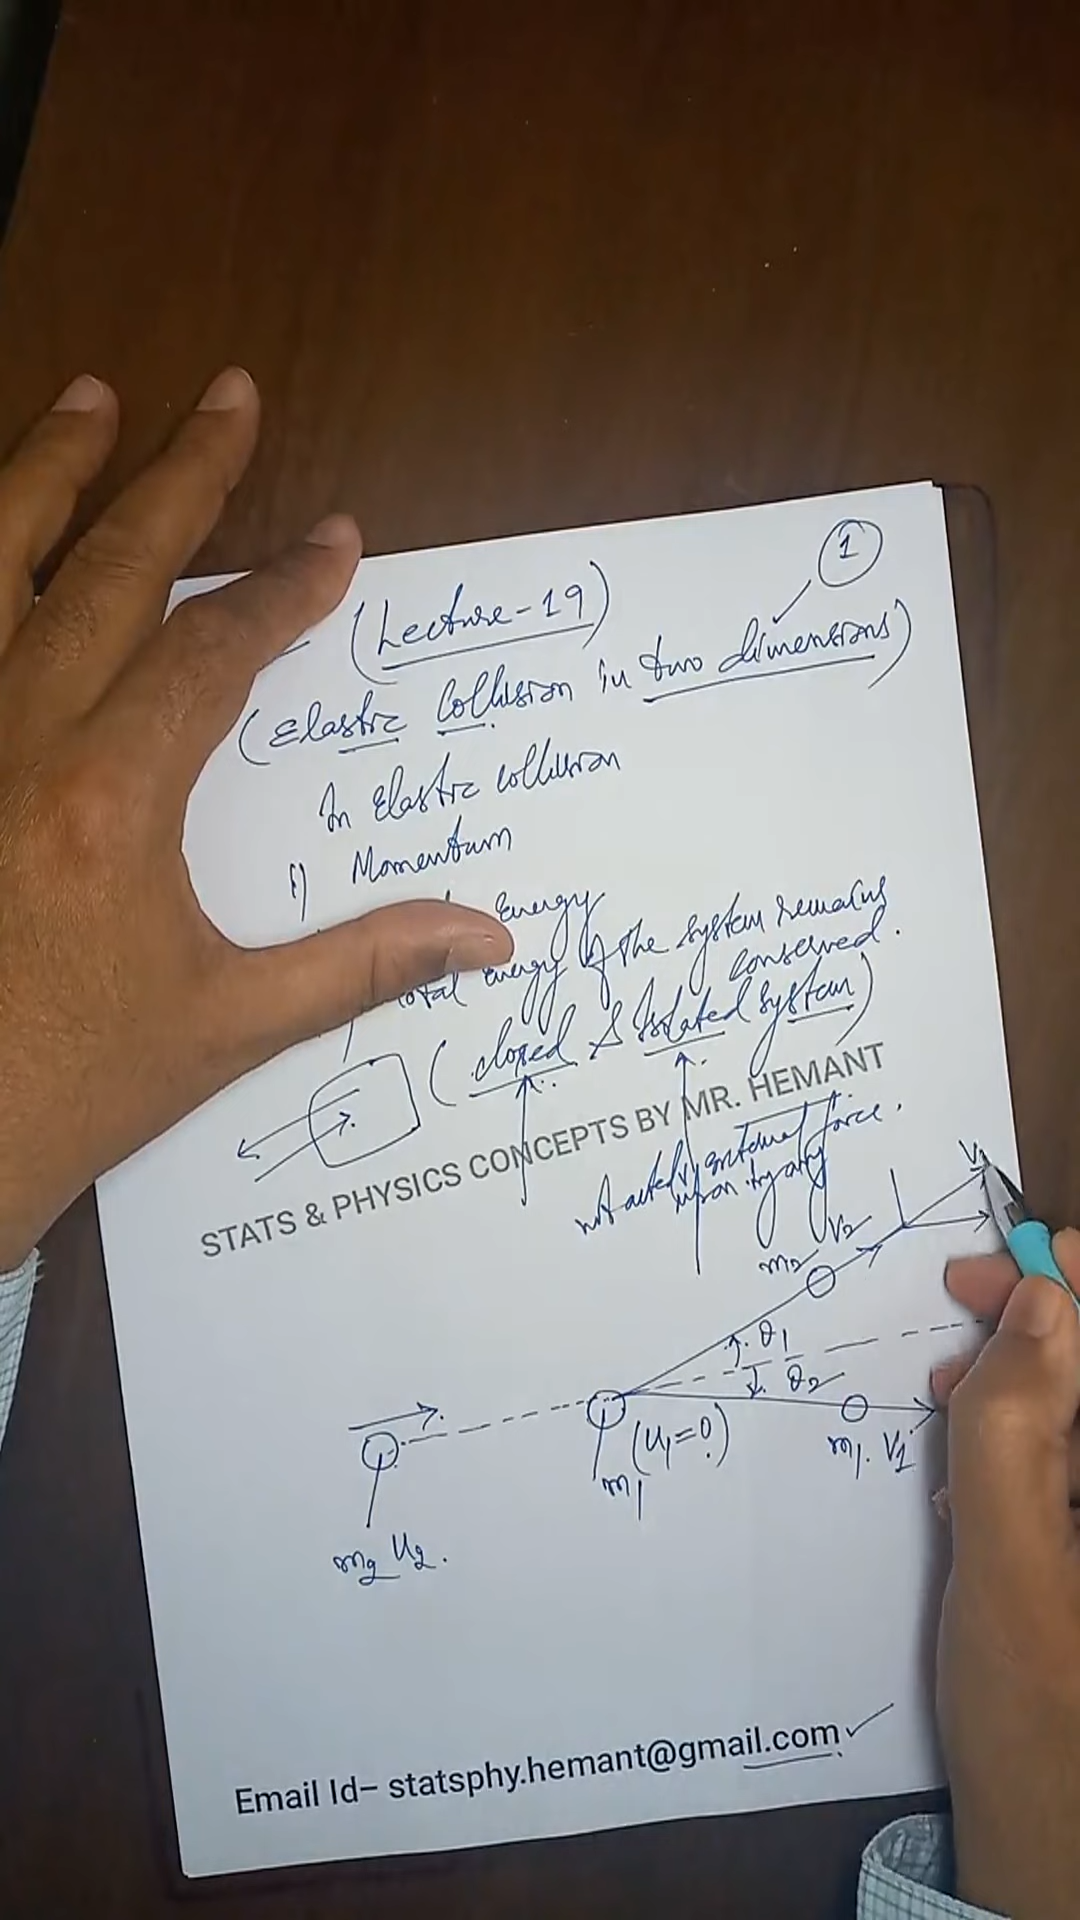 1
(Lecture-19)
(Elastic Collision in two dimensions)
In Elastic collision
i) Momentum
Energy
total energy of the system remains
conserved.
(closed & Isolated system)
STATS & PHYSICS CONCEPTS BY MR. HEMANT
not acted external force.
upon by any
V
m2 V2
θ1
θ2
(u1=0)
m1
m1. V1
m2 u2.
Email Id– statsphy.hemant@gmail.com